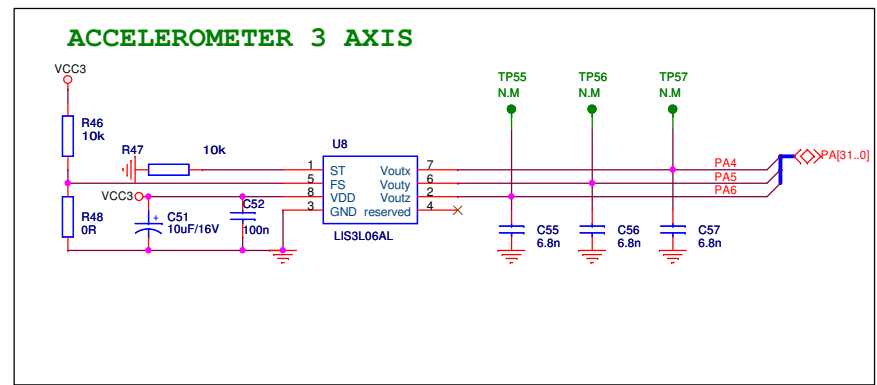 ACCELEROMETER 3 AXIS
VCC3
TP55
N.M
TP56
N.M
TP57
N.M
R46
10k
R47
10k
U8
1
ST
Voutx
7
PA4
PA[31..0]
5
FS
Vouty
6
PA5
VCC3
8
VDD
Voutz
2
PA6
3
GND
reserved
4
R48
0R
+
C51
10uF/16V
C52
100n
LIS3L06AL
C55
6.8n
C56
6.8n
C57
6.8n